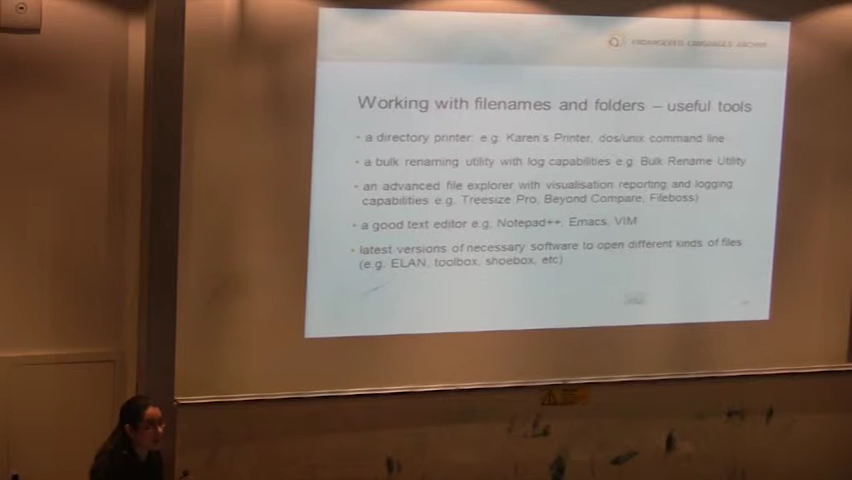 ENDANGERED LANGUAGES ARCHIVE
Working with filenames and folders – useful tools
• a directory printer: e.g. Karen's Printer, dos/unix command line
• a bulk renaming utility with log capabilities e.g. Bulk Rename Utility
• an advanced file explorer with visualisation reporting and logging
capabilities e.g. Treesize Pro, Beyond Compare, Fileboss)
• a good text editor e.g. Notepad++, Emacs, VIM
• latest versions of necessary software to open different kinds of files
(e.g. ELAN, toolbox, shoebox, etc)